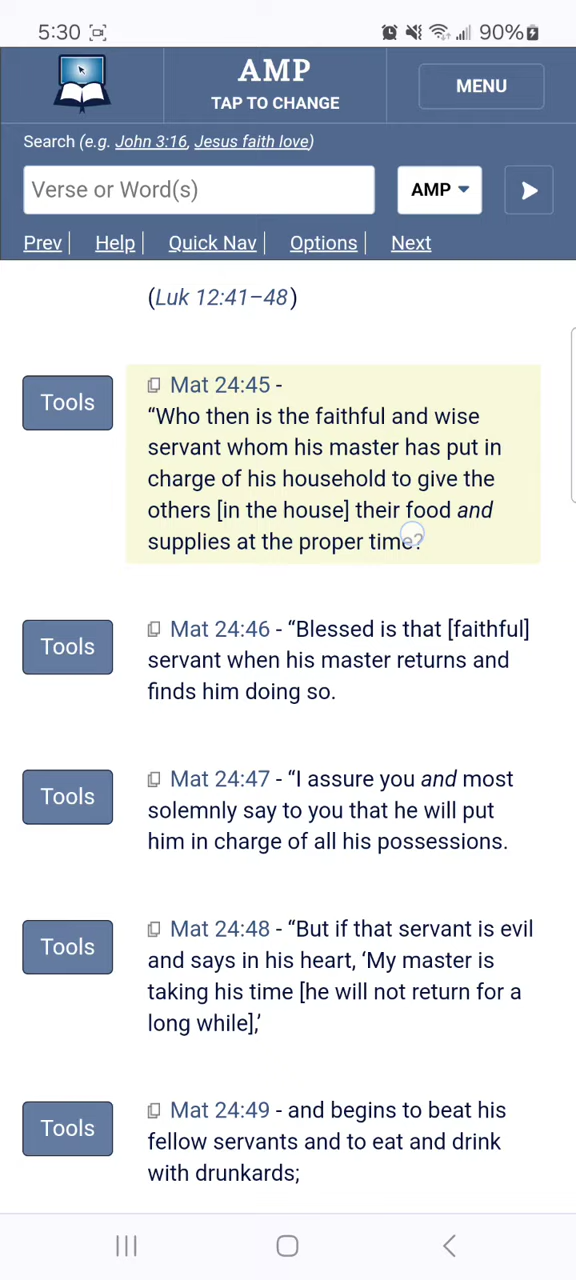 5:30 90%
AMP
TAP TO CHANGE
MENU
Search (e.g. John 3:16, Jesus faith love)
Verse or Word(s)
AMP
Prev | Help | Quick Nav | Options | Next
(Luk 12:41–48)
Tools
Mat 24:45 -
“Who then is the faithful and wise
servant whom his master has put in
charge of his household to give the
others [in the house] their food and
supplies at the proper time?
Tools
Mat 24:46 - “Blessed is that [faithful]
servant when his master returns and
finds him doing so.
Tools
Mat 24:47 - “I assure you and most
solemnly say to you that he will put
him in charge of all his possessions.
Tools
Mat 24:48 - “But if that servant is evil
and says in his heart, ‘My master is
taking his time [he will not return for a
long while],’
Tools
Mat 24:49 - and begins to beat his
fellow servants and to eat and drink
with drunkards;